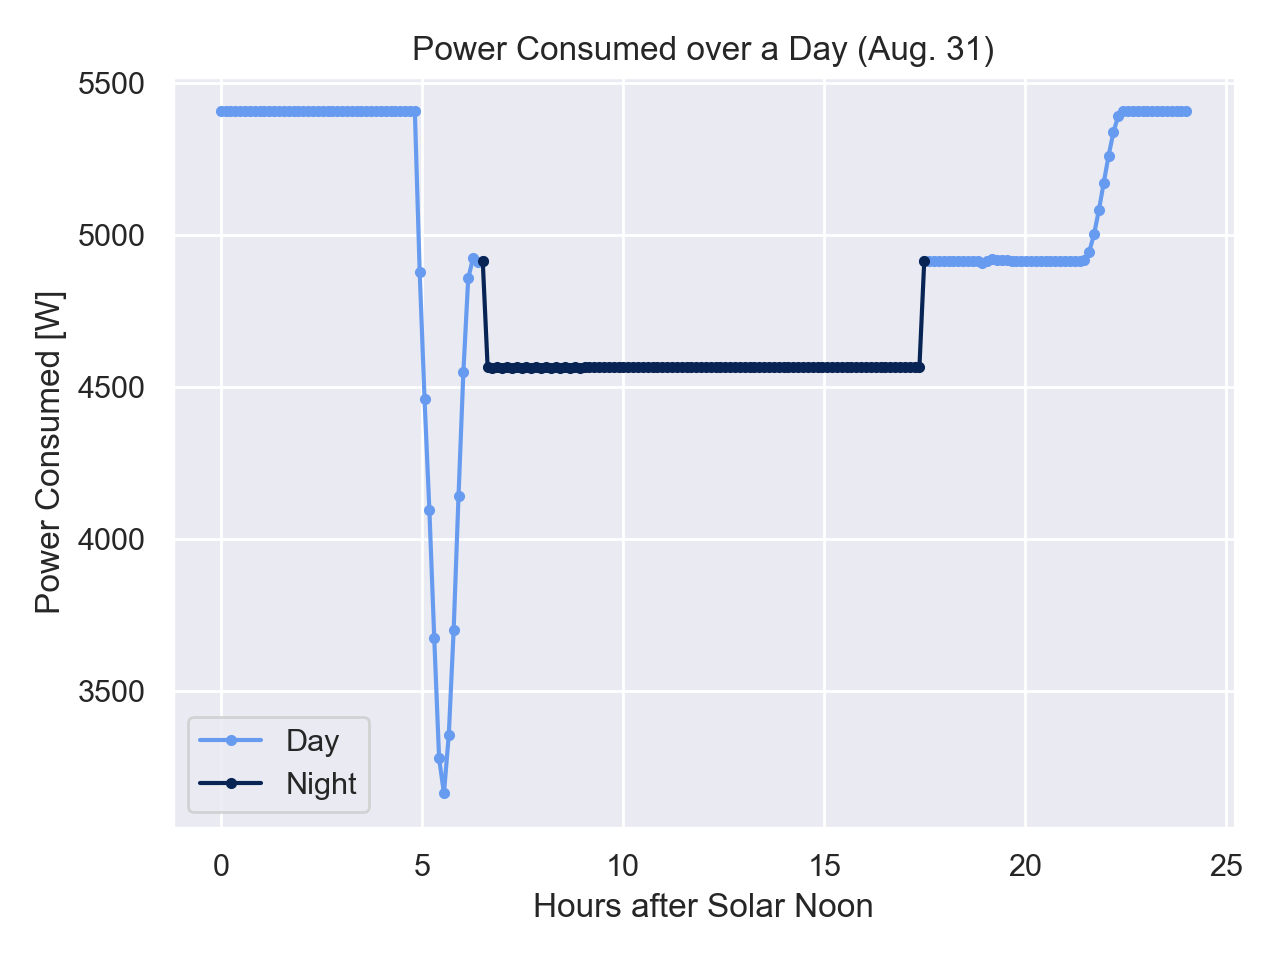 Power Consumed over a Day (Aug. 31)
Power Consumed [W]
5500
5000
4500
4000
3500
Day
Night
0 5 10 15 20 25
Hours after Solar Noon